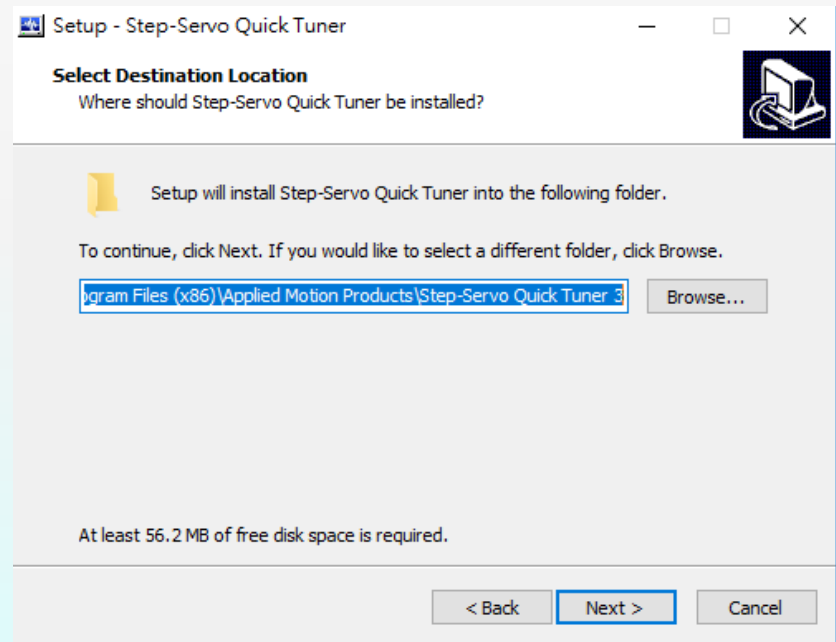 Setup - Step-Servo Quick Tuner
Select Destination Location
Where should Step-Servo Quick Tuner be installed?
Setup will install Step-Servo Quick Tuner into the following folder.
To continue, click Next. If you would like to select a different folder, click Browse.
ogram Files (x86)\Applied Motion Products\Step-Servo Quick Tuner 3
Browse...
At least 56.2 MB of free disk space is required.
< Back
Next >
Cancel